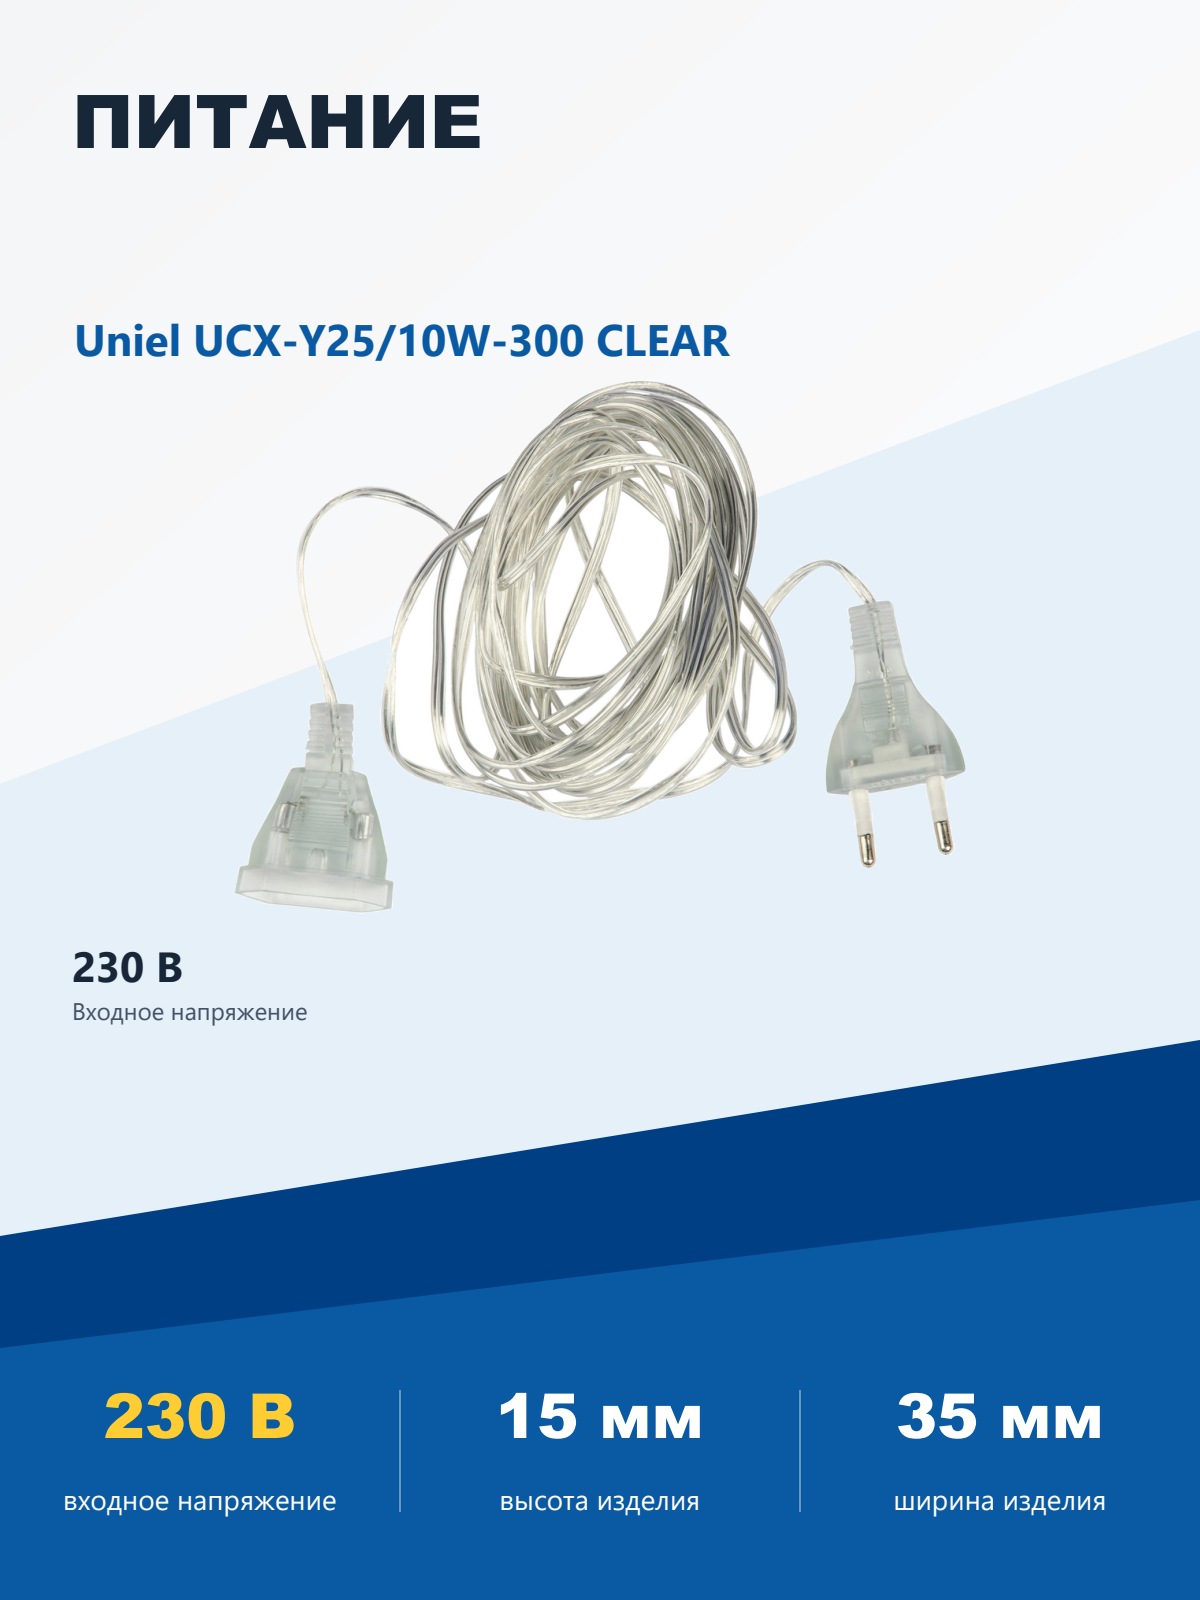 ПИТАНИЕ
Uniel UCX-Y25/10W-300 CLEAR
230 В
Входное напряжение
230 В
входное напряжение
15 мм
высота изделия
35 мм
ширина изделия